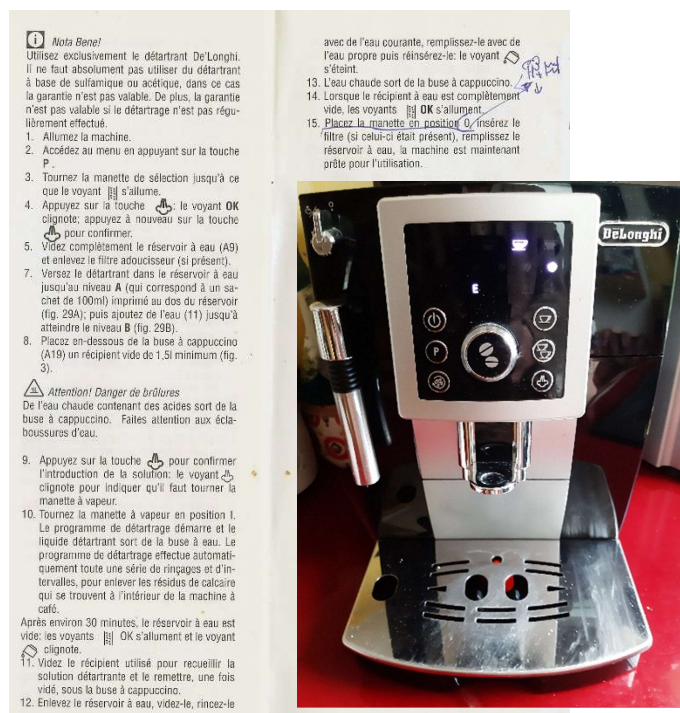 Nota Bene!
Utilisez exclusivement le détartrant De'Longhi.
Il ne faut absolument pas utiliser du détartrant
à base de sulfamique ou acétique, dans ce cas
la garantie n'est pas valable. De plus, la garantie
n'est pas valable si le détartrage n'est pas régu-
lièrement effectué.
1. Allumez la machine.
2. Accédez au menu en appuyant sur la touche
P .
3. Tournez la manette de sélection jusqu'à ce
que le voyant s'allume.
4. Appuyez sur la touche : le voyant OK
clignote; appuyez à nouveau sur la touche
pour confirmer.
5. Videz complètement le réservoir à eau (A9)
et enlevez le filtre adoucisseur (si présent).
7. Versez le détartrant dans le réservoir à eau
jusqu'au niveau A (qui correspond à un sa-
chet de 100ml) imprimé au dos du réservoir
(fig. 29A); puis ajoutez de l'eau (1l) jusqu'à
atteindre le niveau B (fig. 29B).
8. Placez en-dessous de la buse à cappuccino
(A19) un récipient vide de 1,5l minimum (fig.
3).
Attention! Danger de brûlures
De l'eau chaude contenant des acides sort de la
buse à cappuccino. Faites attention aux écla-
boussures d'eau.
9. Appuyez sur la touche pour confirmer
l'introduction de la solution: le voyant
clignote pour indiquer qu'il faut tourner la
manette à vapeur.
10. Tournez la manette à vapeur en position I.
Le programme de détartrage démarre et le
liquide détartrant sort de la buse à eau. Le
programme de détartrage effectue automati-
quement toute une série de rinçages et d'in-
tervalles, pour enlever les résidus de calcaire
qui se trouvent à l'intérieur de la machine à
café.
Après environ 30 minutes, le réservoir à eau est
vide: les voyants OK s'allument et le voyant
clignote.
11. Videz le récipient utilisé pour recueillir la
solution détartrante et le remettre, une fois
vidé, sous la buse à cappuccino.
12. Enlevez le réservoir à eau, videz-le, rincez-le
avec de l'eau courante, remplissez-le avec de
l'eau propre puis réinsérez-le: le voyant
s'éteint.
13. L'eau chaude sort de la buse à cappuccino.
14. Lorsque le récipient à eau est complètement
vide, les voyants OK s'allument.
15. Placez la manette en position 0, insérez le
filtre (si celui-ci était présent), remplissez le
réservoir à eau, la machine est maintenant
prête pour l'utilisation.
DeLonghi
E
P